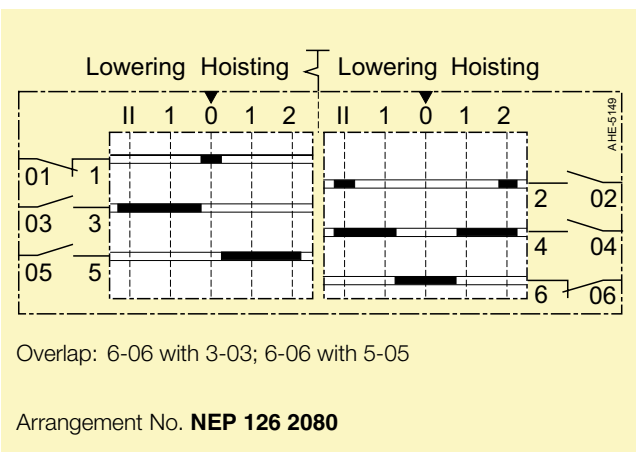 Lowering Hoisting Lowering Hoisting
II 1 0 1 2 II 1 0 1 2
A HE-5149
01 1
2 02
03 3
4 04
05 5
6 06
Overlap: 6-06 with 3-03; 6-06 with 5-05
Arrangement No. NEP 126 2080